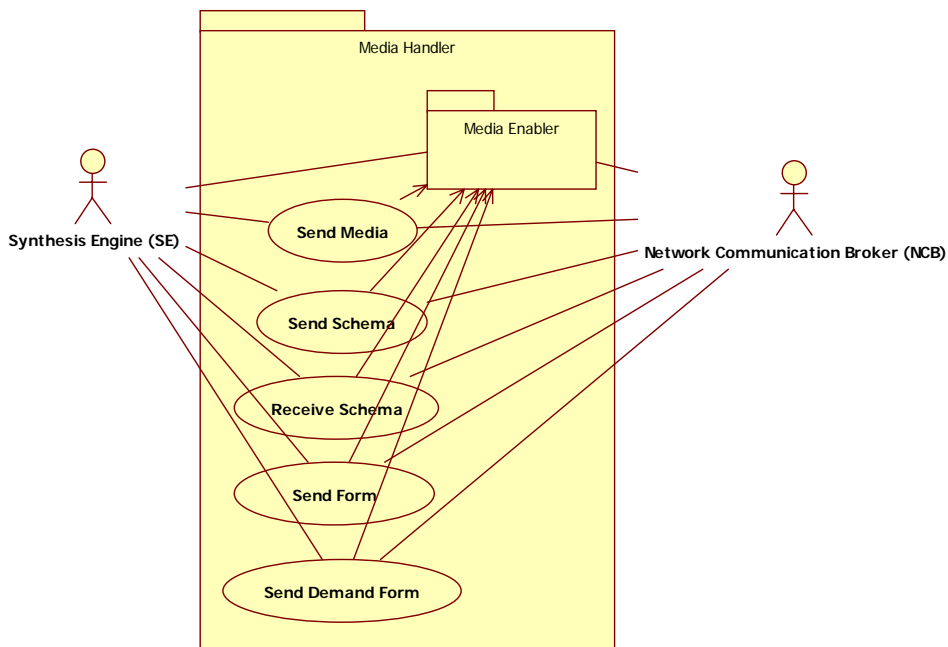 Media Handler
Media Enabler
Synthesis Engine (SE)
Send Media
Network Communication Broker (NCB)
Send Schema
Receive Schema
Send Form
Send Demand Form